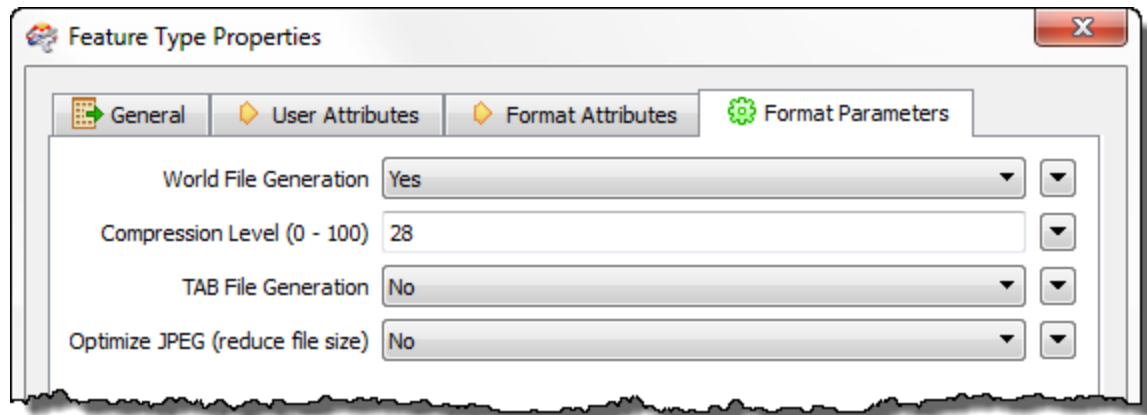 Feature Type Properties
General User Attributes Format Attributes Format Parameters
World File Generation Yes
Compression Level (0 - 100) 28
TAB File Generation No
Optimize JPEG (reduce file size) No